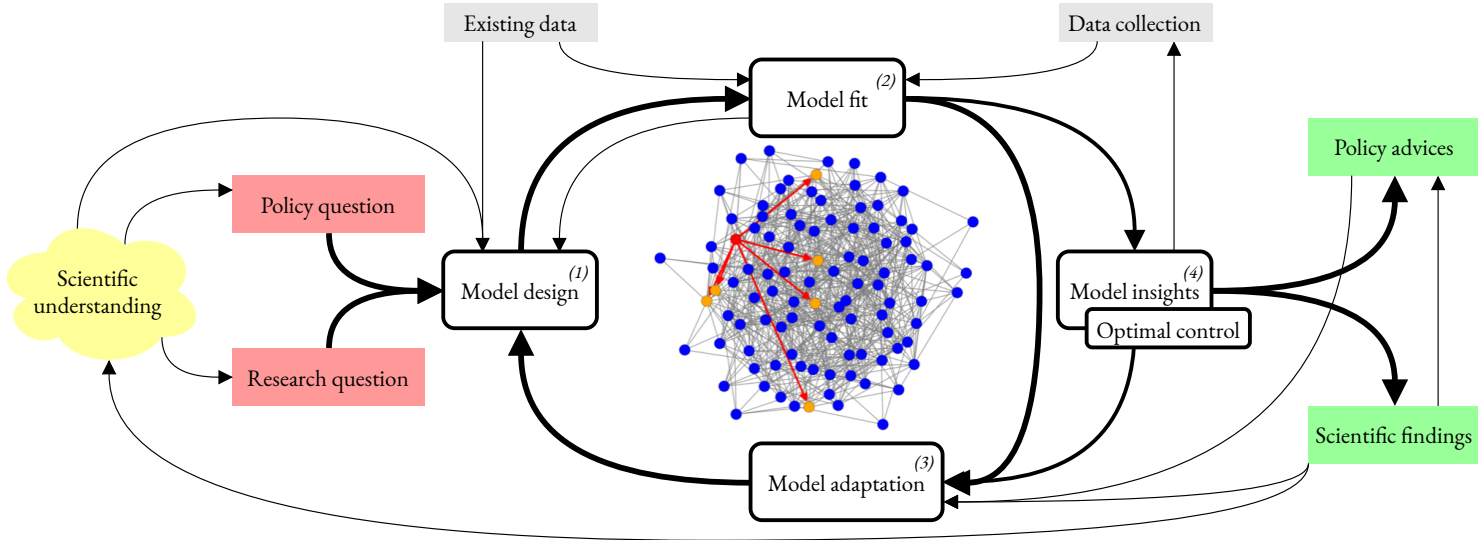 Existing data
Data collection
(2)
Model fit
Policy advices
Policy question
Scientific
understanding
(1)
Model design
(4)
Model insights
Optimal control
Research question
Scientific findings
(3)
Model adaptation